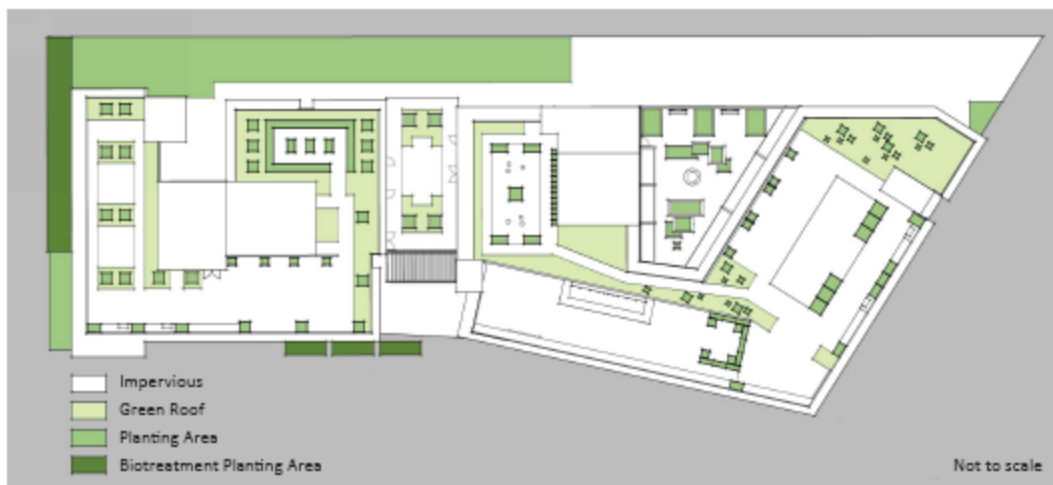 Impervious
Green Roof
Planting Area
Biotreatment Planting Area
Not to scale